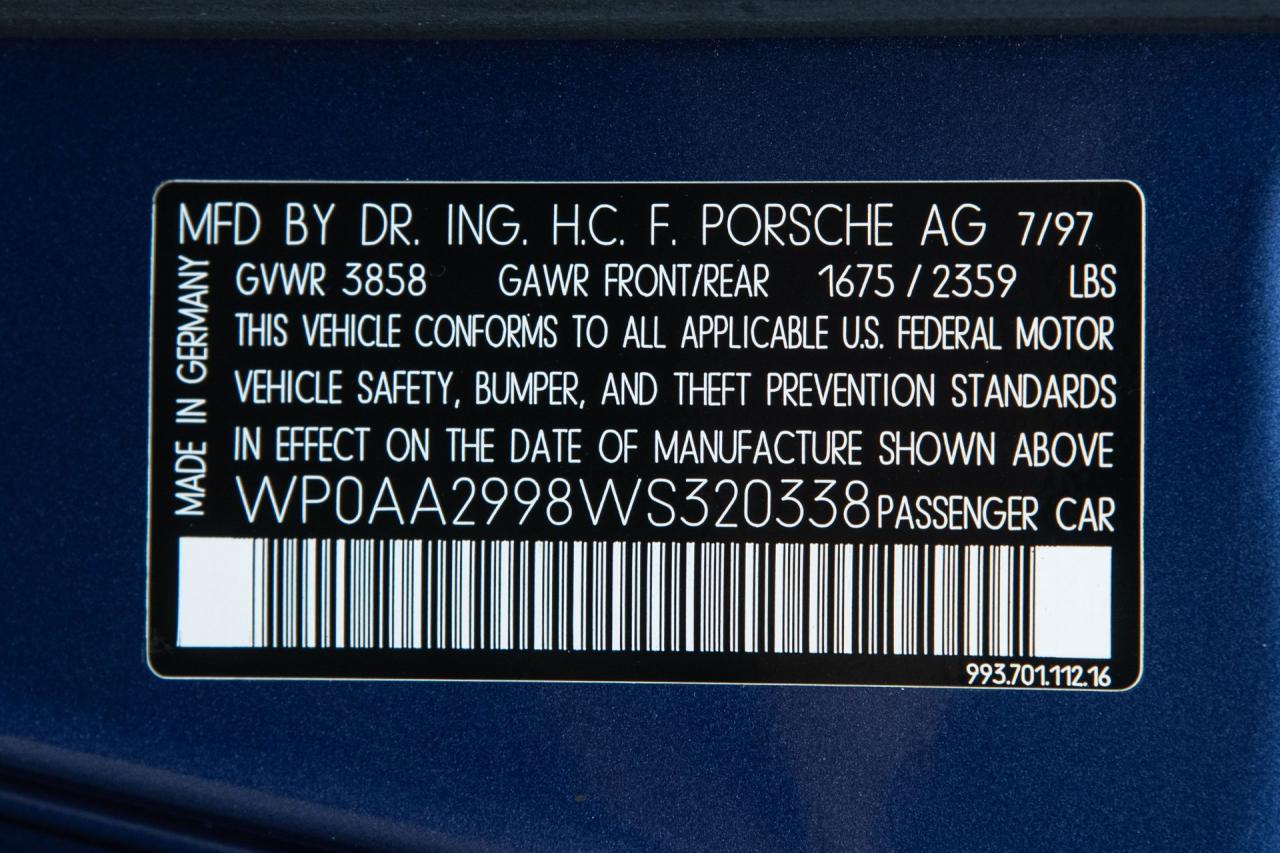 MFD BY DR. ING. H.C. F. PORSCHE AG 7/97
GVWR 3858 GAWR FRONT/REAR 1675 / 2359 LBS
THIS VEHICLE CONFORMS TO ALL APPLICABLE U.S. FEDERAL MOTOR
VEHICLE SAFETY, BUMPER, AND THEFT PREVENTION STANDARDS
IN EFFECT ON THE DATE OF MANUFACTURE SHOWN ABOVE
WP0AA2998WS320338 PASSENGER CAR
MADE IN GERMANY
993.701.112.16